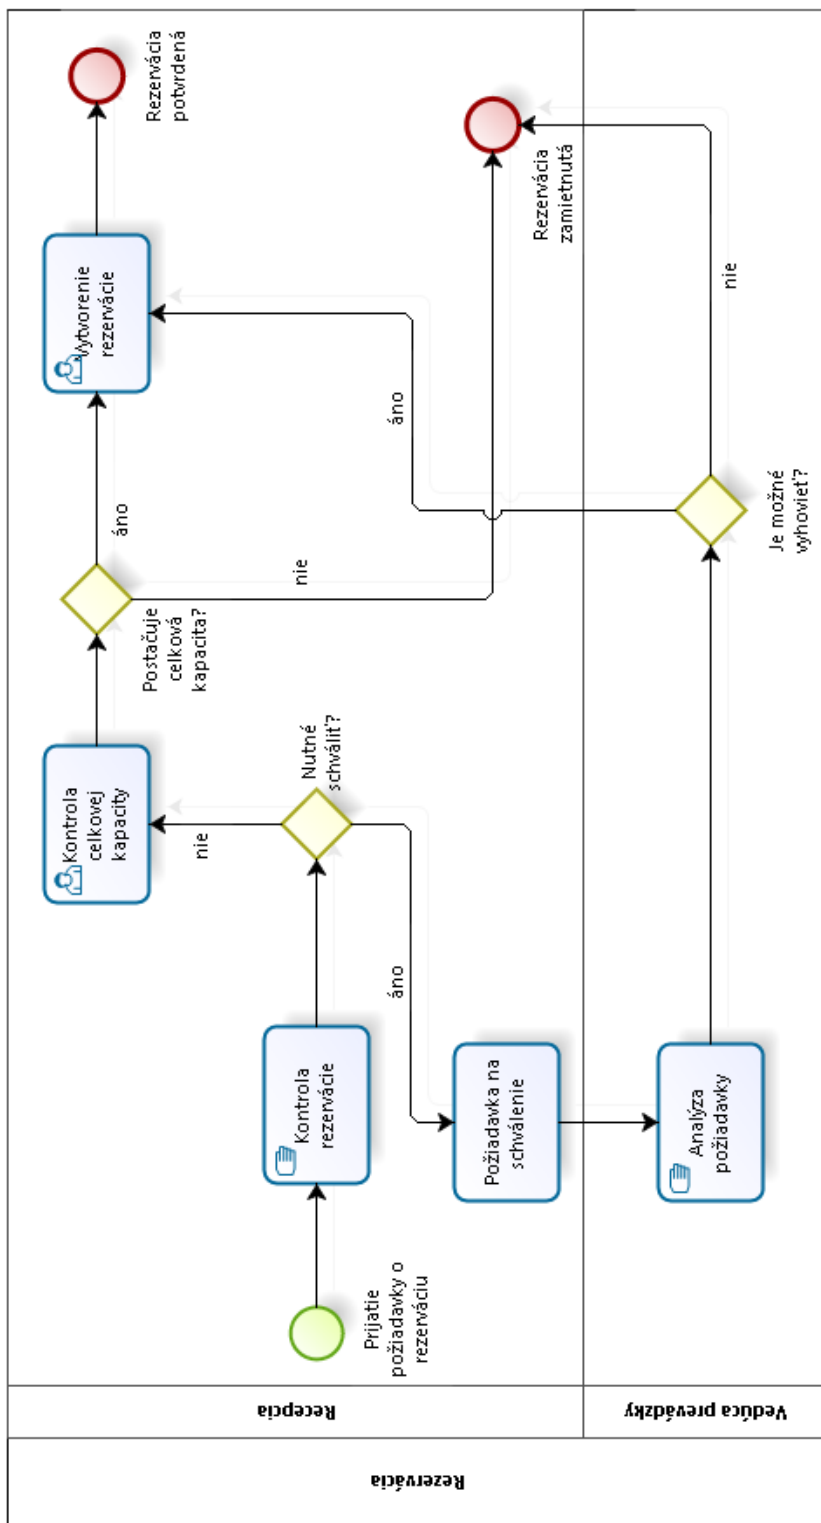 Rezervácia
Recepcia
Vedúca prevádzky
Prijatie
požiadavky o
rezerváciu
Kontrola
rezervácie
Nutné
schváliť?
nie
áno
Kontrola
celkovej
kapacity
Požiadavka na
schválenie
Analýza
požiadavky
Postačuje
celková
kapacita?
áno
nie
Je možné
vyhovieť?
áno
nie
Vytvorenie
rezervácie
Rezervácia
potvrdená
Rezervácia
zamietnutá